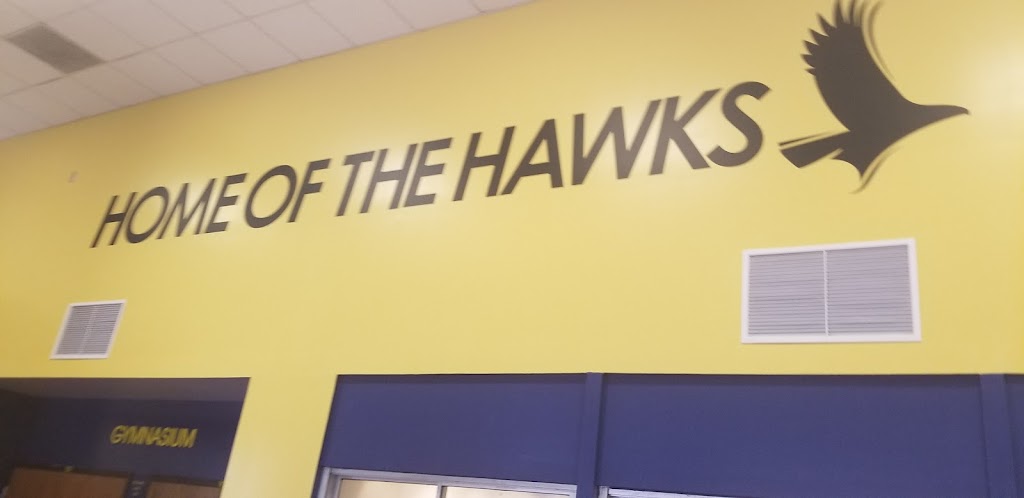 HOME OF THE HAWKS
GYMNASIUM